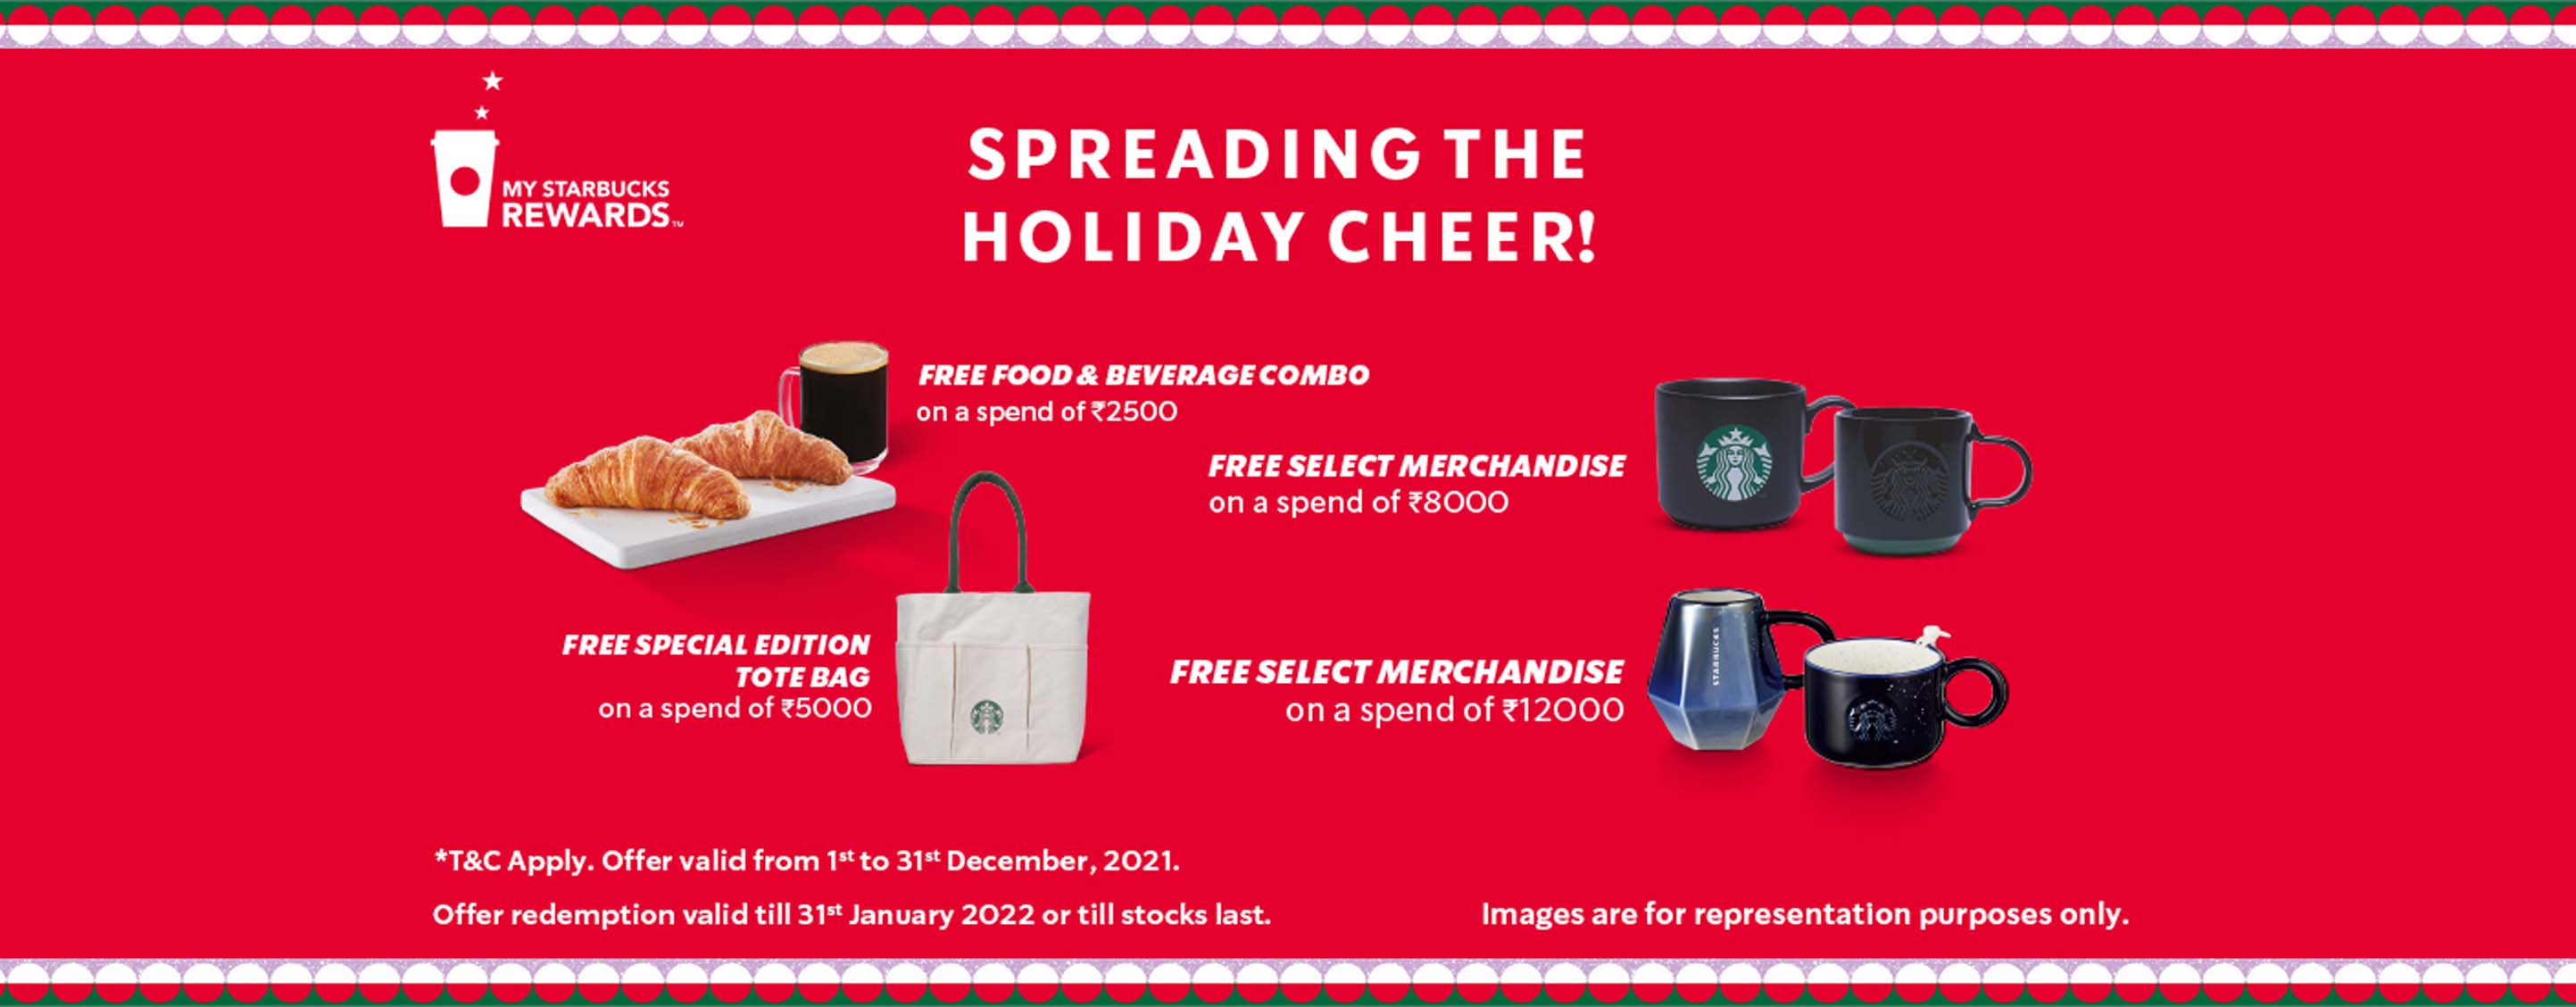 MY STARBUCKS
REWARDS™
SPREADING THE
HOLIDAY CHEER!
FREE FOOD & BEVERAGE COMBO
on a spend of ₹2500
FREE SELECT MERCHANDISE
on a spend of ₹8000
FREE SPECIAL EDITION
TOTE BAG
on a spend of ₹5000
FREE SELECT MERCHANDISE
on a spend of ₹12000
STARBUCKS
*T&C Apply. Offer valid from 1st to 31st December, 2021.
Offer redemption valid till 31st January 2022 or till stocks last.
Images are for representation purposes only.